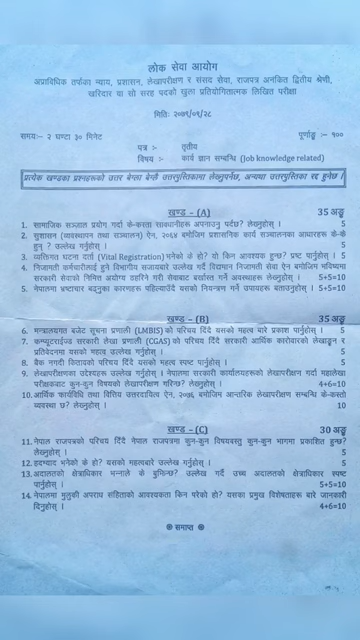 लोक सेवा आयोग
अप्राविधिक तर्फका न्याय, प्रशासन, लेखापरीक्षण र संसद सेवा, राजपत्र अनंकित द्वितीय श्रेणी,
खरिदार वा सो सरह पदको खुला प्रतियोगितात्मक लिखित परीक्षा
मितिः २०७९/०९/२८
समयः- २ घण्टा ३० मिनेट
पूर्णाङ्क :- १००
पत्र :- तृतीय
विषय :- कार्य ज्ञान सम्बन्धि (Job knowledge related)
प्रत्येक खण्डका प्रश्नहरूको उत्तर बेग्ला बेग्लै उत्तरपुस्तिकामा लेख्नुपर्नेछ, अन्यथा उत्तरपुस्तिका रद्द हुनेछ ।
खण्ड - (A) 35 अङ्क
1. सामाजिक सञ्जाल प्रयोग गर्दा के-कस्ता सावधानीहरू अपनाउनु पर्दछ? लेख्नुहोस् । 5
2. सुशासन (व्यवस्थापन तथा सञ्चालन) ऐन, २०६४ बमोजिम प्रशासनिक कार्य सञ्चालनका आधारहरू के-के
हुन् ? उल्लेख गर्नुहोस् । 5
3. व्यक्तिगत घटना दर्ता (Vital Registration) भनेको के हो? यो किन आवश्यक हुन्छ? प्रष्ट पार्नुहोस् । 5
4. निजामती कर्मचारीलाई हुने विभागीय सजायबारे उल्लेख गर्दै विद्यमान निजामती सेवा ऐन बमोजिम भविष्यमा
सरकारी सेवाको निमित्त अयोग्य ठहरिने गरी सेवाबाट बर्खास्त गर्ने अवस्थाहरू लेख्नुहोस् । 5+5=10
5. नेपालमा भ्रष्टाचार बढ्नुका कारणहरू पहिल्याउँदै यसको नियन्त्रण गर्ने उपायहरू बताउनुहोस् । 5+5=10
खण्ड - (B) 35 अङ्क
6. मन्त्रालयगत बजेट सूचना प्रणाली (LMBIS) को परिचय दिँदै यसको महत्व बारे प्रकाश पार्नुहोस् । 5
7. कम्प्यूटराईज्ड सरकारी लेखा प्रणाली (CGAS) को परिचय दिँदै सरकारी आर्थिक कारोवारको लेखाङ्कन र
प्रतिवेदनमा यसको महत्व उल्लेख गर्नुहोस् । 5
8. बैंक नगदी किताबको परिचय दिँदै यसको महत्व स्पष्ट पार्नुहोस् । 5
9. लेखापरीक्षणका उद्देश्यहरू उल्लेख गर्नुहोस् । नेपालमा सरकारी कार्यालयहरूको लेखापरीक्षण गर्दा महालेखा
परीक्षकबाट कुन-कुन विषयको लेखापरीक्षण गरिन्छ? लेख्नुहोस् । 4+6=10
10. आर्थिक कार्यविधि तथा वित्तिय उत्तरदायित्व ऐन, २०७६ बमोजिम आन्तरिक लेखापरीक्षण सम्बन्धि के-कस्तो
व्यवस्था छ? लेख्नुहोस् । 10
खण्ड - (C) 30 अङ्क
11. नेपाल राजपत्रको परिचय दिँदै नेपाल राजपत्रमा कुन-कुन विषयवस्तु कुन-कुन भागमा प्रकाशित हुन्छ?
लेख्नुहोस् । 5
12. हदम्याद भनेको के हो? यसको महत्वबारे उल्लेख गर्नुहोस् । 5
13. अदालतको क्षेत्राधिकार भन्नाले के बुझिन्छ? उल्लेख गर्दै उच्च अदालतको क्षेत्राधिकार स्पष्ट
पार्नुहोस् । 5+5=10
14. नेपालमा मुलुकी अपराध संहिताको आवश्यकता किन परेको हो? यसका प्रमुख विशेषताहरू बारे जानकारी
दिनुहोस् । 4+6=10
समाप्त